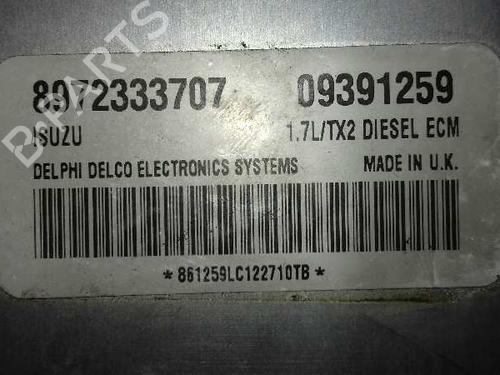 8972333707 09391259
ISUZU 1.7L/TX2 DIESEL ECM
DELPHI DELCO ELECTRONICS SYSTEMS MADE IN U.K.
*861259LC122710TB*
B-PARTS